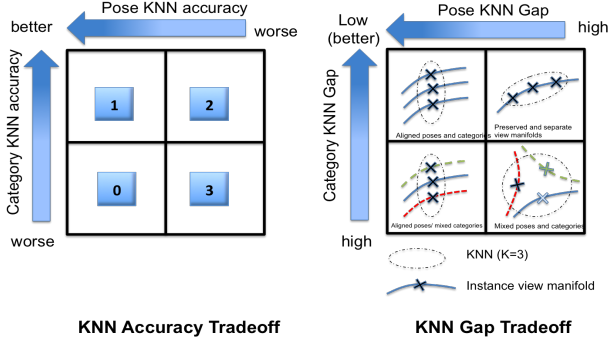 Pose KNN accuracy
better
worse
Category KNN accuracy
1
2
0
3
worse
KNN Accuracy Tradeoff
Pose KNN Gap
Low
(better)
high
Category KNN Gap
Aligned poses and categories
Preserved and separate
view manifolds
Aligned poses/ mixed categories
Mixed poses and categories
high
KNN (K=3)
Instance view manifold
KNN Gap Tradeoff